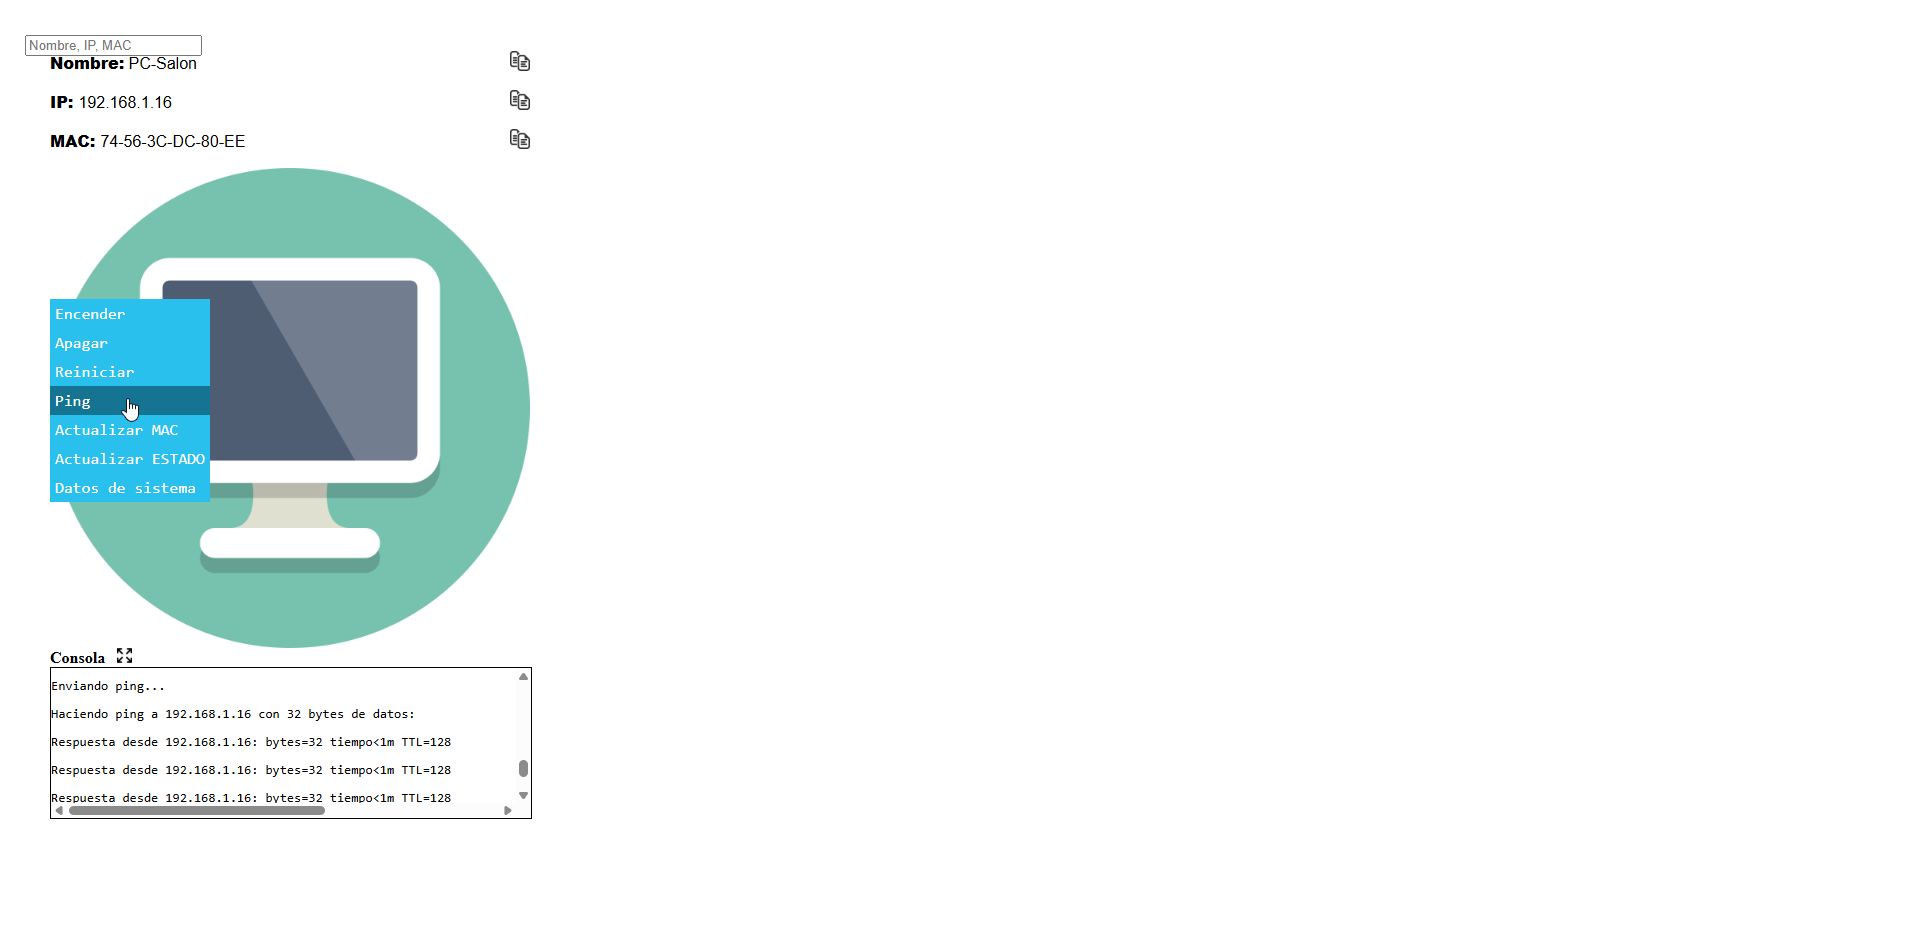 Nombre, IP, MAC
Nombre: PC-Salon
IP: 192.168.1.16
MAC: 74-56-3C-DC-80-EE
Encender
Apagar
Reiniciar
Ping
Actualizar MAC
Actualizar ESTADO
Datos de sistema
Consola
Enviando ping...
Haciendo ping a 192.168.1.16 con 32 bytes de datos:
Respuesta desde 192.168.1.16: bytes=32 tiempo<1m TTL=128
Respuesta desde 192.168.1.16: bytes=32 tiempo<1m TTL=128
Respuesta desde 192.168.1.16: bytes=32 tiempo<1m TTL=128